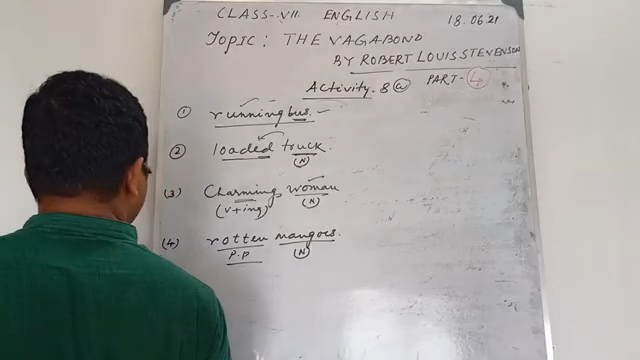 CLASS-VII ENGLISH 18.06.21
Topic: THE VAGABOND
BY ROBERT LOUIS STEVENSON
Activity. 8 (a) PART-4
(1) running bus.
(2) loaded truck.
(N)
(3) Charming woman
(v+ing) (N)
(4) rotten mangoes.
P.P (N)